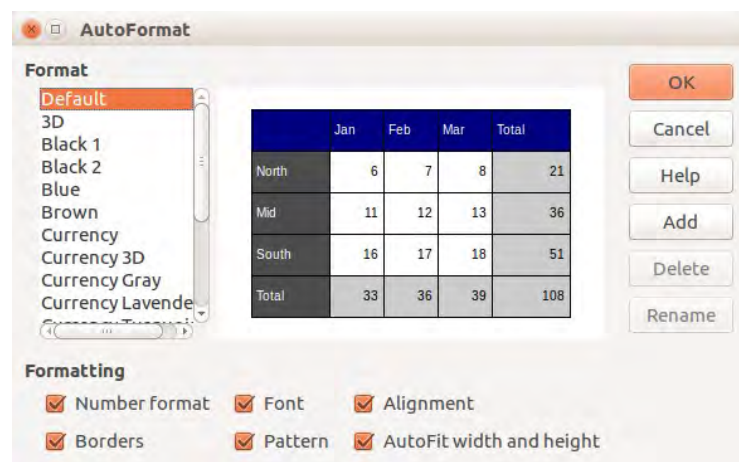 AutoFormat
Format
Default
3D
Black 1
Black 2
Blue
Brown
Currency
Currency 3D
Currency Gray
Currency Lavende
Jan Feb Mar Total
North 6 7 8 21
Mid 11 12 13 36
South 16 17 18 51
Total 33 36 39 108
OK
Cancel
Help
Add
Delete
Rename
Formatting
Number format Font Alignment
Borders Pattern AutoFit width and height